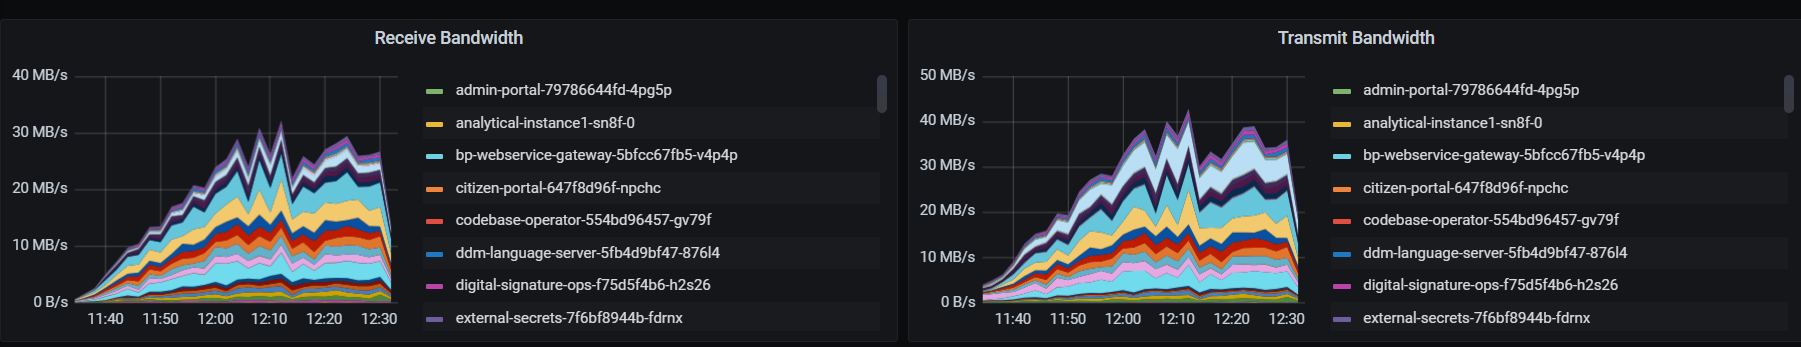 Receive Bandwidth
40 MB/s
30 MB/s
20 MB/s
10 MB/s
0 B/s
11:40 11:50 12:00 12:10 12:20 12:30
admin-portal-79786644fd-4pg5p
analytical-instance1-sn8f-0
bp-webservice-gateway-5bfcc67fb5-v4p4p
citizen-portal-647f8d96f-npchc
codebase-operator-554bd96457-gv79f
ddm-language-server-5fb4d9bf47-876l4
digital-signature-ops-f75d5f4b6-h2s26
external-secrets-7f6bf8944b-fdrnx
Transmit Bandwidth
50 MB/s
40 MB/s
30 MB/s
20 MB/s
10 MB/s
0 B/s
11:40 11:50 12:00 12:10 12:20 12:30
admin-portal-79786644fd-4pg5p
analytical-instance1-sn8f-0
bp-webservice-gateway-5bfcc67fb5-v4p4p
citizen-portal-647f8d96f-npchc
codebase-operator-554bd96457-gv79f
ddm-language-server-5fb4d9bf47-876l4
digital-signature-ops-f75d5f4b6-h2s26
external-secrets-7f6bf8944b-fdrnx